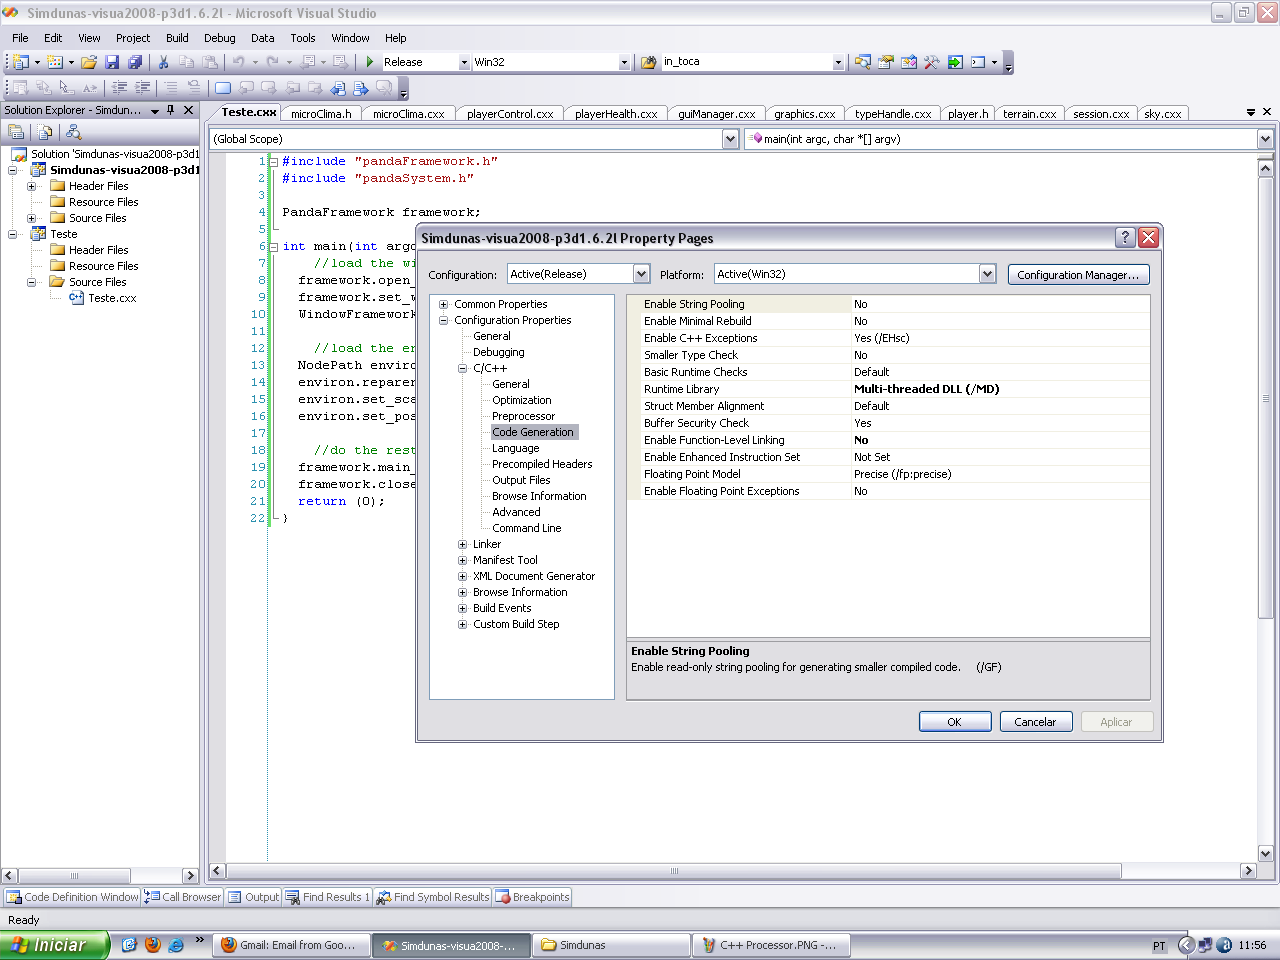 Simdunas-visua2008-p3d1.6.2l - Microsoft Visual Studio
File Edit View Project Build Debug Data Tools Window Help
Release Win32 in_toca
Solution Explorer - Simdun...
Teste.cxx microClima.h microClima.cxx playerControl.cxx playerHealth.cxx guiManager.cxx graphics.cxx typeHandle.cxx player.h terrain.cxx session.cxx sky.cxx
(Global Scope) main(int argc, char *[] argv)
Solution 'Simdunas-visua2008-p3d1
Simdunas-visua2008-p3d1
Header Files
Resource Files
Source Files
Teste
Header Files
Resource Files
Source Files
Teste.cxx
1 #include "pandaFramework.h"
2 #include "pandaSystem.h"
3
4 PandaFramework framework;
5
6 int main(int argc
7 //load the wi
8 framework.open_
9 framework.set_w
10 WindowFramework
11
12 //load the en
13 NodePath enviro
14 environ.reparen
15 environ.set_sca
16 environ.set_pos
17
18 //do the rest
19 framework.main_
20 framework.close
21 return (0);
22 }
Simdunas-visua2008-p3d1.6.2l Property Pages
Configuration: Active(Release) Platform: Active(Win32) Configuration Manager...
Common Properties
Configuration Properties
General
Debugging
C/C++
General
Optimization
Preprocessor
Code Generation
Language
Precompiled Headers
Output Files
Browse Information
Advanced
Command Line
Linker
Manifest Tool
XML Document Generator
Browse Information
Build Events
Custom Build Step
Enable String Pooling No
Enable Minimal Rebuild No
Enable C++ Exceptions Yes (/EHsc)
Smaller Type Check No
Basic Runtime Checks Default
Runtime Library Multi-threaded DLL (/MD)
Struct Member Alignment Default
Buffer Security Check Yes
Enable Function-Level Linking No
Enable Enhanced Instruction Set Not Set
Floating Point Model Precise (/fp:precise)
Enable Floating Point Exceptions No
Enable String Pooling
Enable read-only string pooling for generating smaller compiled code. (/GF)
OK Cancelar Aplicar
Code Definition Window Call Browser Output Find Results 1 Find Symbol Results Breakpoints
Ready
Iniciar Gmail: Email from Goo... Simdunas-visua2008-... Simdunas C++ Processor.PNG -... PT 11:56